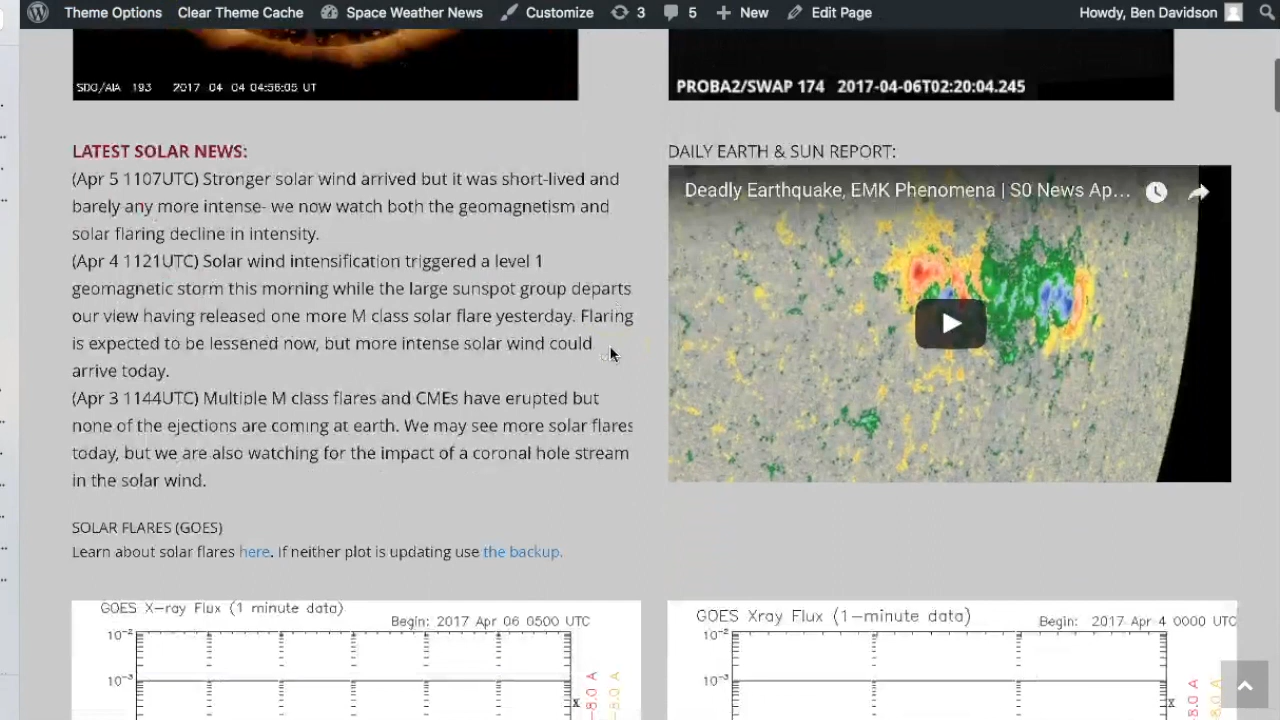 Theme Options Clear Theme Cache Space Weather News Customize 3 5 New Edit Page Howdy, Ben Davidson
SDO/AIA 193 2017 04 04 04:56:05 UT
PROBA2/SWAP 174 2017-04-06T02:20:04.245
LATEST SOLAR NEWS:
(Apr 5 1107UTC) Stronger solar wind arrived but it was short-lived and
barely any more intense- we now watch both the geomagnetism and
solar flaring decline in intensity.
(Apr 4 1121UTC) Solar wind intensification triggered a level 1
geomagnetic storm this morning while the large sunspot group departs
our view having released one more M class solar flare yesterday. Flaring
is expected to be lessened now, but more intense solar wind could
arrive today.
(Apr 3 1144UTC) Multiple M class flares and CMEs have erupted but
none of the ejections are coming at earth. We may see more solar flares
today, but we are also watching for the impact of a coronal hole stream
in the solar wind.
DAILY EARTH & SUN REPORT:
Deadly Earthquake, EMK Phenomena | S0 News Ap...
SOLAR FLARES (GOES)
Learn about solar flares here. If neither plot is updating use the backup.
GOES X-ray Flux (1 minute data)
Begin: 2017 Apr 06 0500 UTC
10-2
10-3
X
-8.0 A
-8.0 A
GOES Xray Flux (1-minute data)
Begin: 2017 Apr 4 0000 UTC
10-2
10-3
X
8.0 A
8.0 A